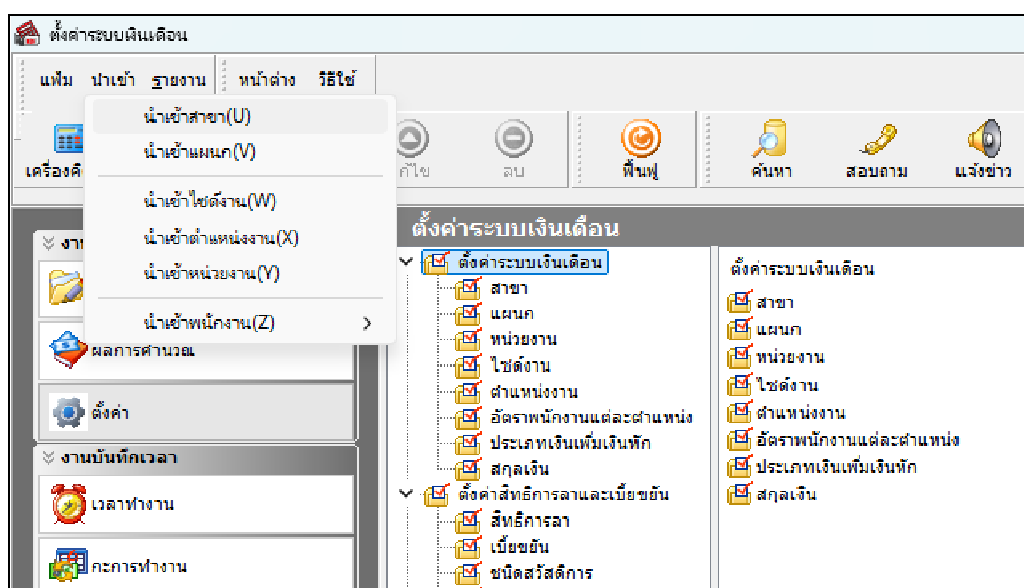 ตั้งค่าระบบเงินเดือน
แฟ้ม นำเข้า รายงาน หน้าต่าง วิธีใช้
นำเข้าสาขา(U)
นำเข้าแผนก(V)
นำเข้าไซด์งาน(W)
นำเข้าตำแหน่งงาน(X)
นำเข้าหน่วยงาน(Y)
นำเข้าพนักงาน(Z)
ลบ ฟื้นฟู ค้นหา สอบถาม แจ้งข่าว
ผลการคำนวณ
ตั้งค่า
งานบันทึกเวลา
เวลาทำงาน
กะการทำงาน
ตั้งค่าระบบเงินเดือน
ตั้งค่าระบบเงินเดือน
สาขา
แผนก
หน่วยงาน
ไซด์งาน
ตำแหน่งงาน
อัตราพนักงานแต่ละตำแหน่ง
ประเภทเงินเพิ่มเงินหัก
สกุลเงิน
ตั้งค่าสิทธิการลาและเบี้ยขยัน
สิทธิการลา
เบี้ยขยัน
ชนิดสวัสดิการ
ตั้งค่าระบบเงินเดือน
สาขา
แผนก
หน่วยงาน
ไซด์งาน
ตำแหน่งงาน
อัตราพนักงานแต่ละตำแหน่ง
ประเภทเงินเพิ่มเงินหัก
สกุลเงิน